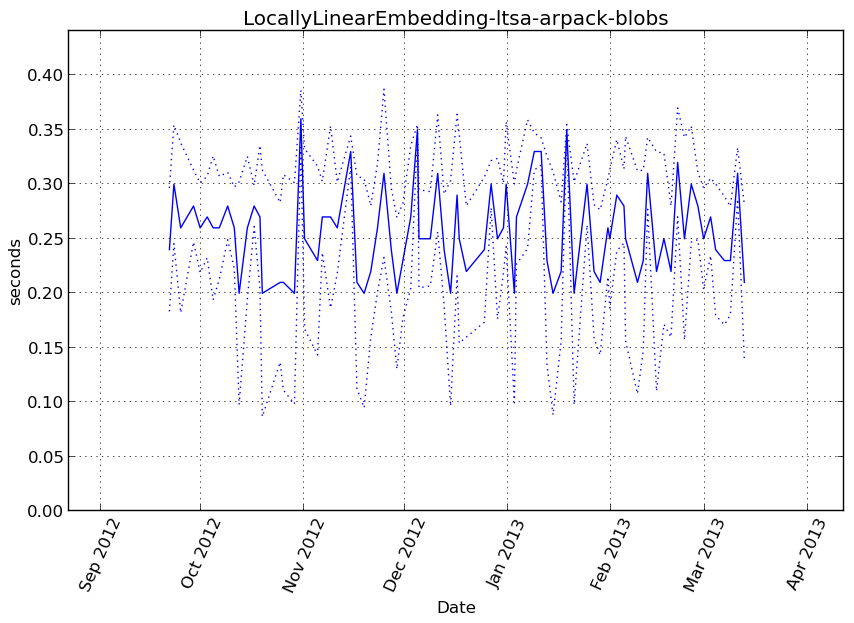 LocallyLinearEmbedding-ltsa-arpack-blobs
0.40
0.35
0.30
0.25
0.20
0.15
0.10
0.05
0.00
seconds
Sep 2012
Oct 2012
Nov 2012
Dec 2012
Jan 2013
Feb 2013
Mar 2013
Apr 2013
Date